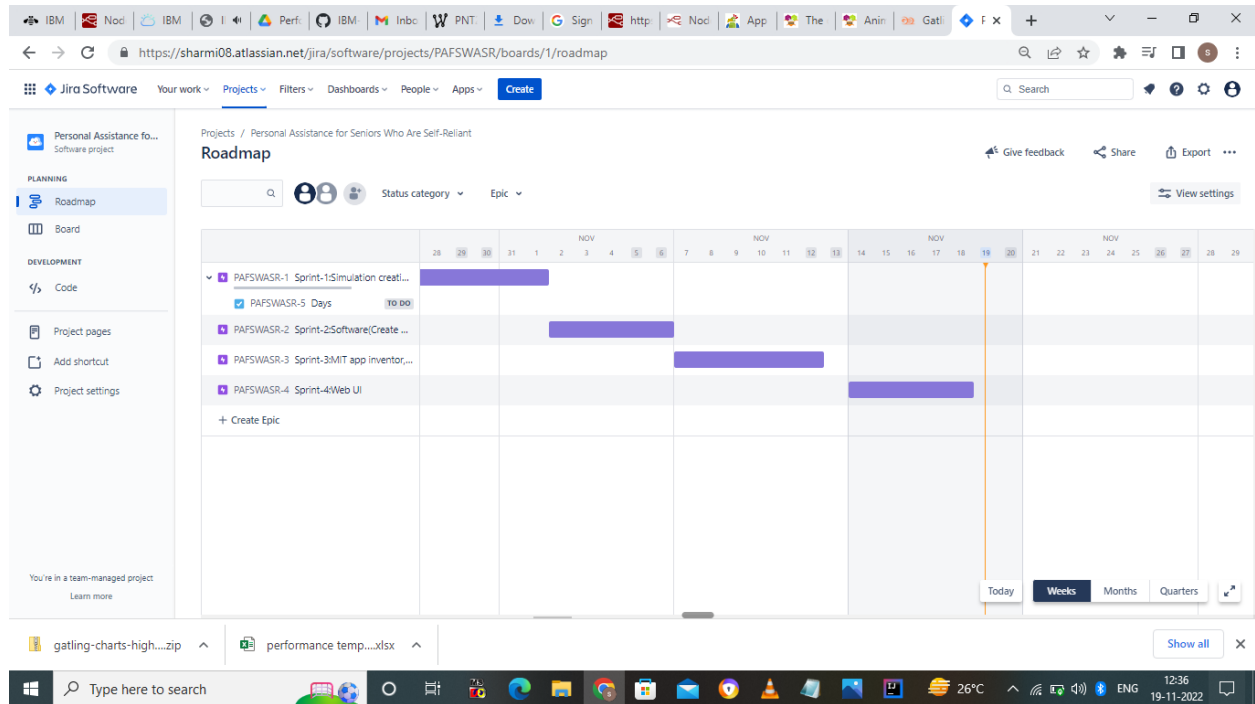 IBM Nod IBM Perfo IBM- Inbo PNT. Dow Sign http: Nod App The Anim Gatli
https://sharmi08.atlassian.net/jira/software/projects/PAFSWASR/boards/1/roadmap
Jira Software Your work Projects Filters Dashboards People Apps Create Search
Personal Assistance fo...
Software project
Projects / Personal Assistance for Seniors Who Are Self-Reliant
Roadmap
Give feedback Share Export
PLANNING
Roadmap
Board
DEVELOPMENT
Code
Project pages
Add shortcut
Project settings
Status category Epic View settings
NOV NOV NOV NOV
28 29 30 31 1 2 3 4 5 6 7 8 9 10 11 12 13 14 15 16 17 18 19 20 21 22 23 24 25 26 27 28 29
PAFSWASR-1 Sprint-1:Simulation creati...
PAFSWASR-5 Days TO DO
PAFSWASR-2 Sprint-2:Software(Create ...
PAFSWASR-3 Sprint-3:MIT app inventor,...
PAFSWASR-4 Sprint-4:Web UI
+ Create Epic
You're in a team-managed project
Learn more
Today Weeks Months Quarters
gatling-charts-high....zip performance temp....xlsx Show all
Type here to search 26°C ENG 12:36
19-11-2022